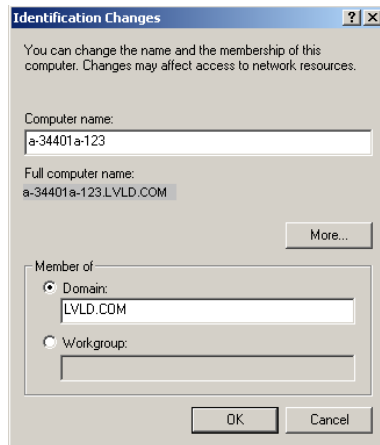 Identification Changes
You can change the name and the membership of this
computer. Changes may affect access to network resources.
Computer name:
a-34401a-123
Full computer name:
a-34401a-123.LVLD.COM
More...
Member of
Domain:
LVLD.COM
Workgroup:
OK Cancel